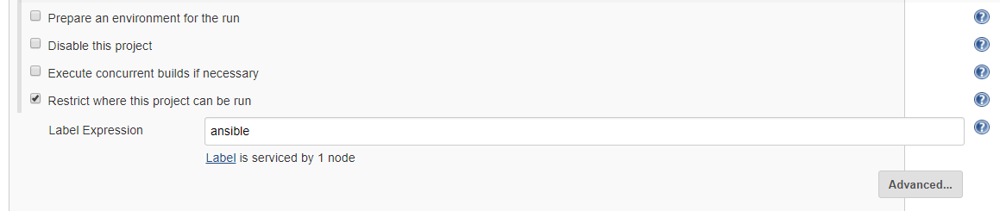 Prepare an environment for the run
Disable this project
Execute concurrent builds if necessary
Restrict where this project can be run
Label Expression
ansible
Label is serviced by 1 node
Advanced...